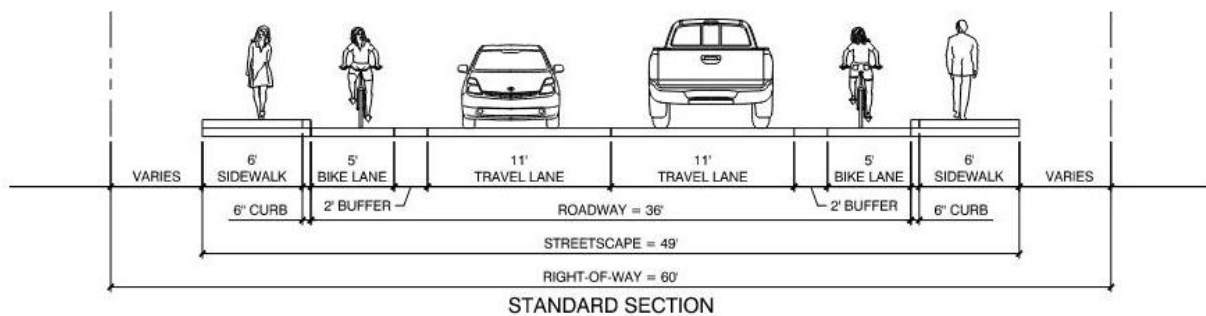 6'
5'
11'
11'
5'
6'
VARIES
SIDEWALK
BIKE LANE
TRAVEL LANE
TRAVEL LANE
BIKE LANE
SIDEWALK
VARIES
6" CURB
2' BUFFER
ROADWAY = 36'
2' BUFFER
6" CURB
STREETSCAPE = 49'
RIGHT-OF-WAY = 60'
STANDARD SECTION